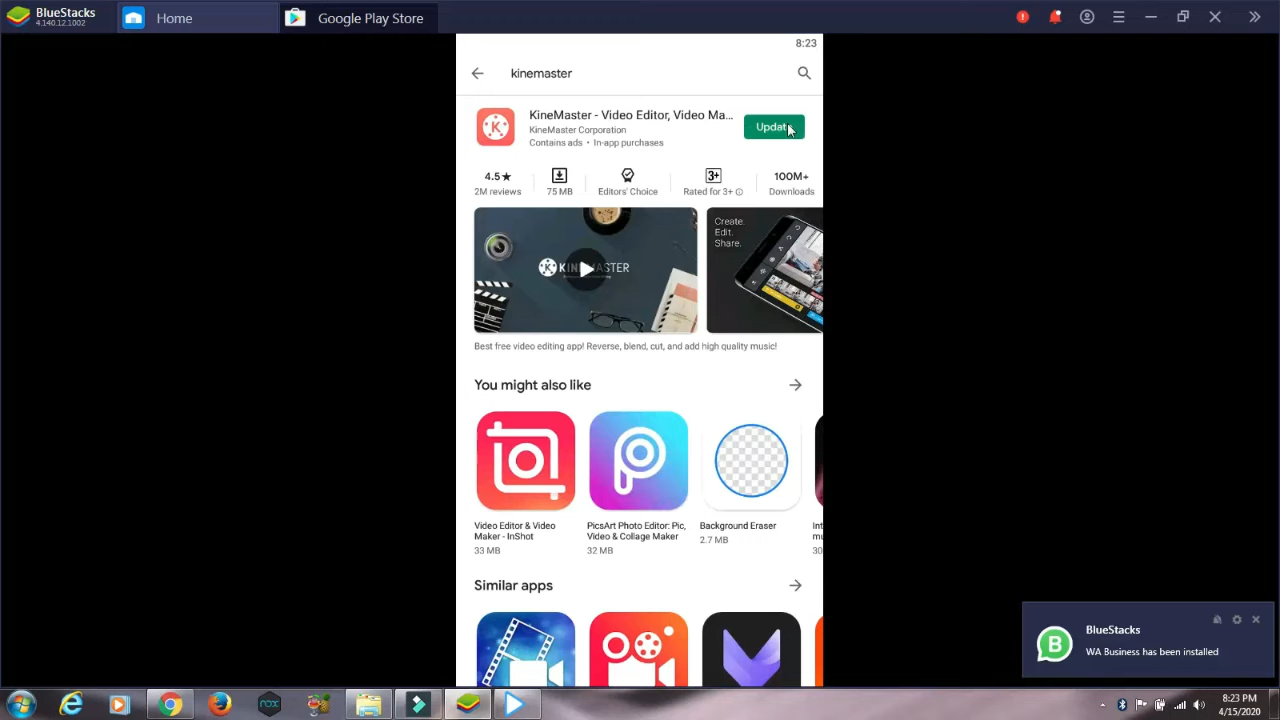 BlueStacks
4.140.12.1002
Home
Google Play Store
8:23
kinemaster
KineMaster - Video Editor, Video Ma...
KineMaster Corporation
Contains ads • In-app purchases
Update
4.5★
2M reviews
75 MB
Editors' Choice
3+
Rated for 3+
100M+
Downloads
KINEMASTER
Create.
Edit.
Share.
Best free video editing app! Reverse, blend, cut, and add high quality music!
You might also like
Video Editor & Video
Maker - InShot
33 MB
PicsArt Photo Editor: Pic,
Video & Collage Maker
32 MB
Background Eraser
2.7 MB
Int
mu
30
Similar apps
BlueStacks
WA Business has been installed
nox
8:23 PM
4/15/2020